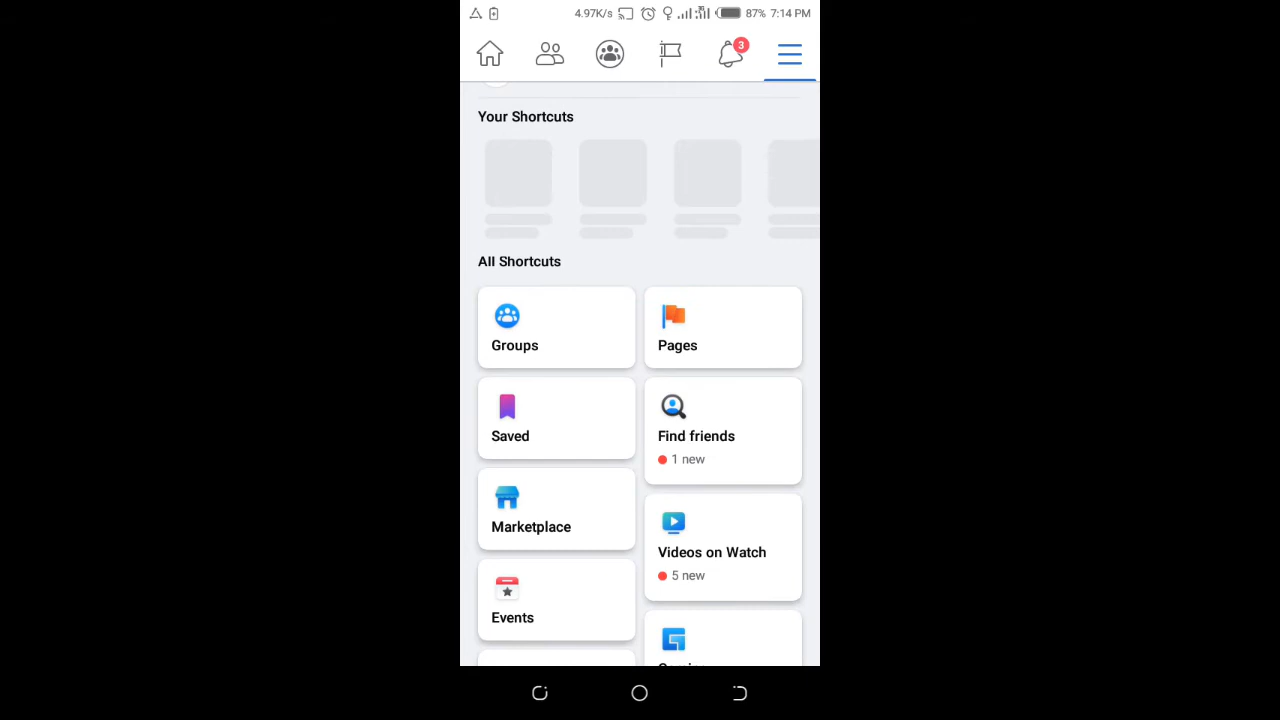 4.97K/s 87% 7:14 PM
3
Your Shortcuts
All Shortcuts
Groups
Pages
Saved
Find friends
1 new
Marketplace
Videos on Watch
5 new
Events